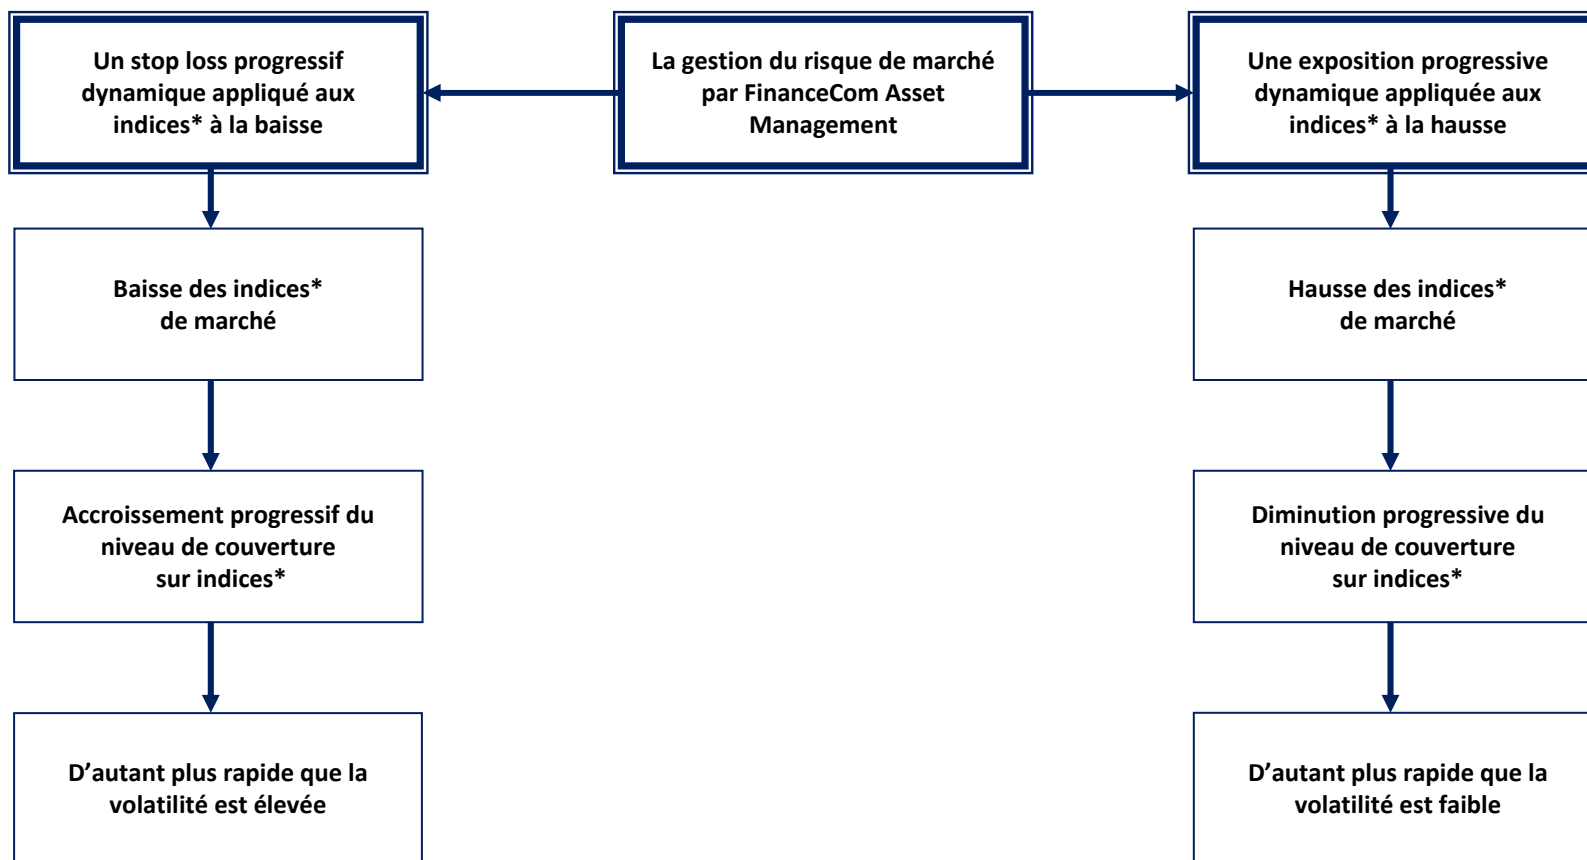 Un stop loss progressif
dynamique appliqué aux
indices* à la baisse
La gestion du risque de marché
par FinanceCom Asset
Management
Une exposition progressive
dynamique appliquée aux
indices* à la hausse
Baisse des indices*
de marché
Hausse des indices*
de marché
Accroissement progressif du
niveau de couverture
sur indices*
Diminution progressive du
niveau de couverture
sur indices*
D’autant plus rapide que la
volatilité est élevée
D’autant plus rapide que la
volatilité est faible